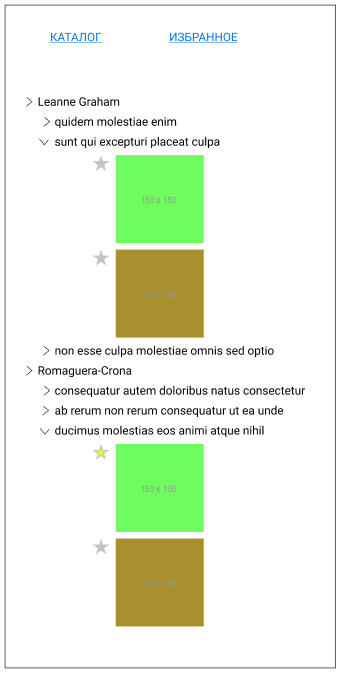 КАТАЛОГ ИЗБРАННОЕ
Leanne Graham
quidem molestiae enim
sunt qui excepturi placeat culpa
150 x 150
150 x 150
non esse culpa molestiae omnis sed optio
Romaguera-Crona
consequatur autem doloribus natus consectetur
ab rerum non rerum consequatur ut ea unde
ducimus molestias eos animi atque nihil
150 x 150
150 x 150